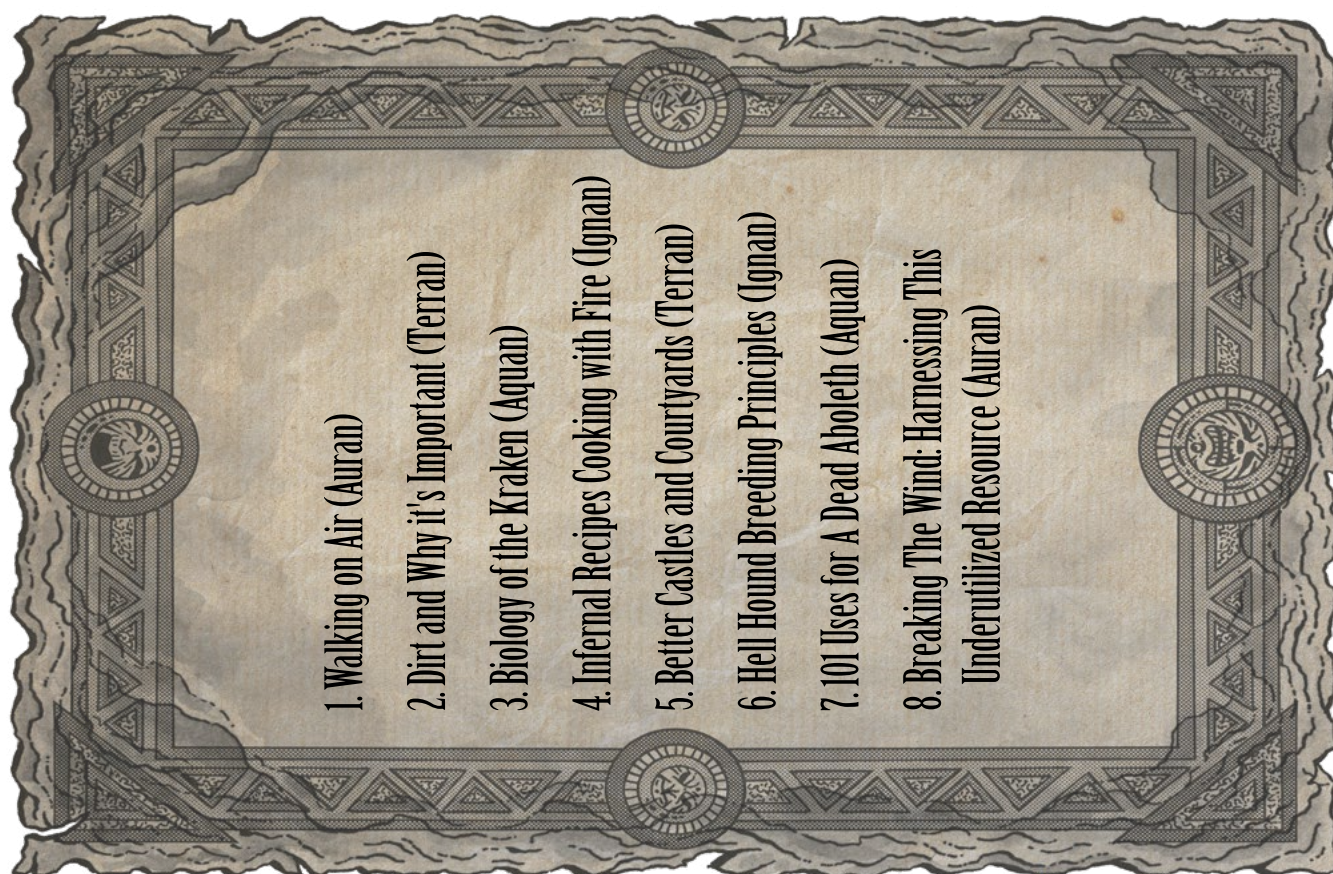 1. Walking on Air (Auran)
2. Dirt and Why it's Important (Terran)
3. Biology of the Kraken (Aquan)
4. Infernal Recipes Cooking with Fire (Ignan)
5. Better Castles and Courtyards (Terran)
6. Hell Hound Breeding Principles (Ignan)
7. 101 Uses for A Dead Aboleth (Aquan)
8. Breaking The Wind: Harnessing This
Underutilized Resource (Auran)